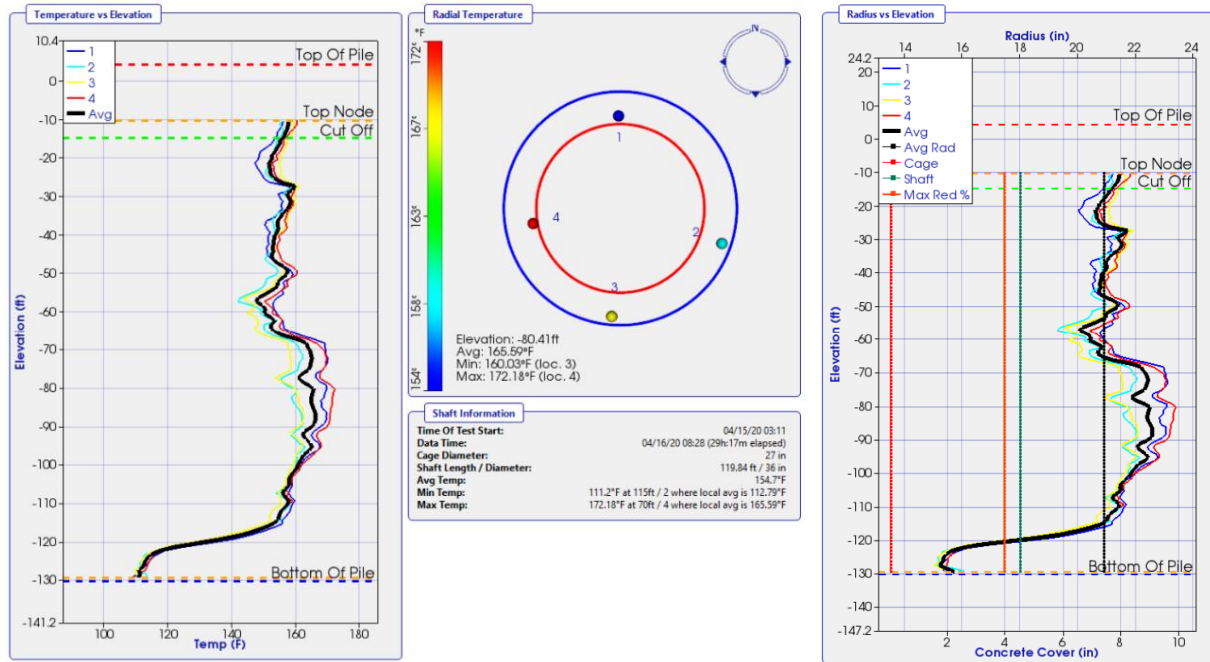 Temperature vs Elevation
10.4
0
-10
-20
-30
-40
-50
-60
-70
-80
-90
-100
-110
-120
-130
-141.2
Elevation (ft)
1
2
3
4
Avg
Top Of Pile
Top Node
Cut Off
Bottom Of Pile
100
120
140
160
180
Temp (F)
Radial Temperature
°F
172°
167°
163°
158°
154°
N
1
2
3
4
Elevation: -80.41ft
Avg: 165.59°F
Min: 160.03°F (loc. 3)
Max: 172.18°F (loc. 4)
Shaft Information
Time Of Test Start: 04/15/20 03:11
Data Time: 04/16/20 08:28 (29h:17m elapsed)
Cage Diameter: 27 in
Shaft Length / Diameter: 119.84 ft / 36 in
Avg Temp: 154.7°F
Min Temp: 111.2°F at 115ft / 2 where local avg is 112.79°F
Max Temp: 172.18°F at 70ft / 4 where local avg is 165.59°F
Radius vs Elevation
Radius (in)
14
16
18
20
22
24
24.2
20
10
0
-10
-20
-30
-40
-50
-60
-70
-80
-90
-100
-110
-120
-130
-140
-147.2
Elevation (ft)
1
2
3
4
Avg
Avg Rad
Cage
Shaft
Max Red %
Top Of Pile
Top Node
Cut Off
Bottom Of Pile
2
4
6
8
10
Concrete Cover (in)